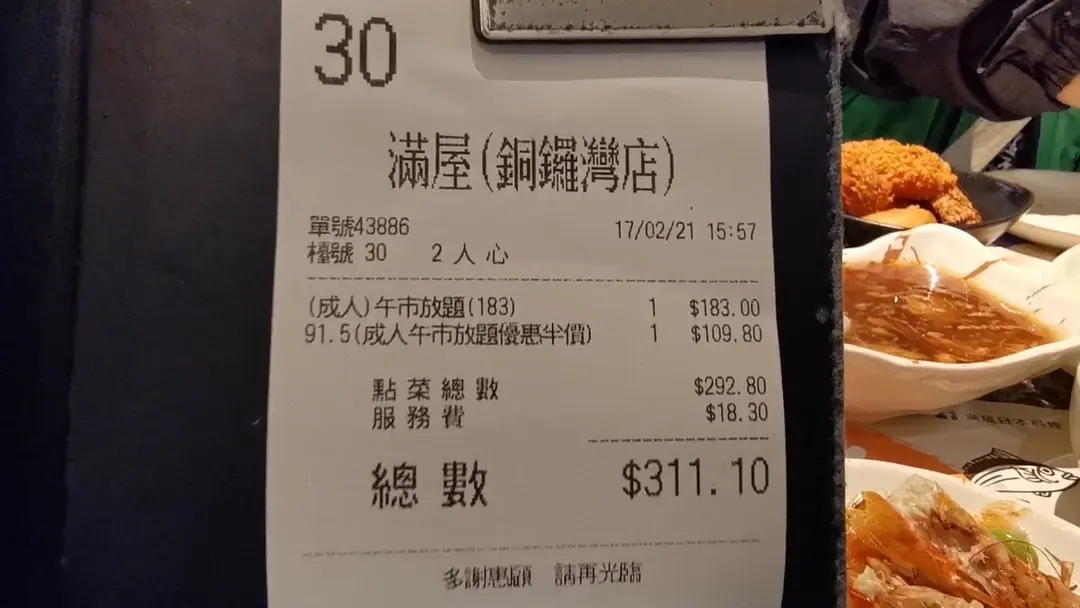 30
滿屋(銅鑼灣店)
單號43886 17/02/21 15:57
檯號 30 2 人 心
(成人)午市放題(183) 1 $183.00
91.5(成人午市放題優惠半價) 1 $109.80
點菜總數 $292.80
服務費 $18.30
總數 $311.10
多謝惠顧 請再光臨